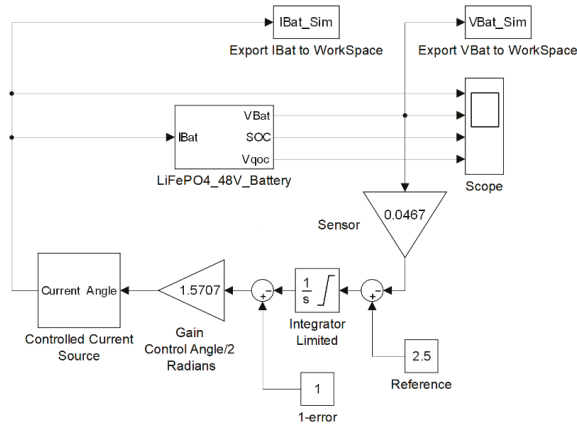 IBat_Sim
VBat_Sim
Export IBat to WorkSpace
Export VBat to WorkSpace
IBat
VBat
SOC
Vqoc
LiFePO4_48V_Battery
Scope
0.0467
Sensor
Current Angle
Controlled Current
Source
1.5707
Gain
Control Angle/2
Radians
+
-
1
s
Integrator
Limited
+
-
2.5
Reference
1
1-error